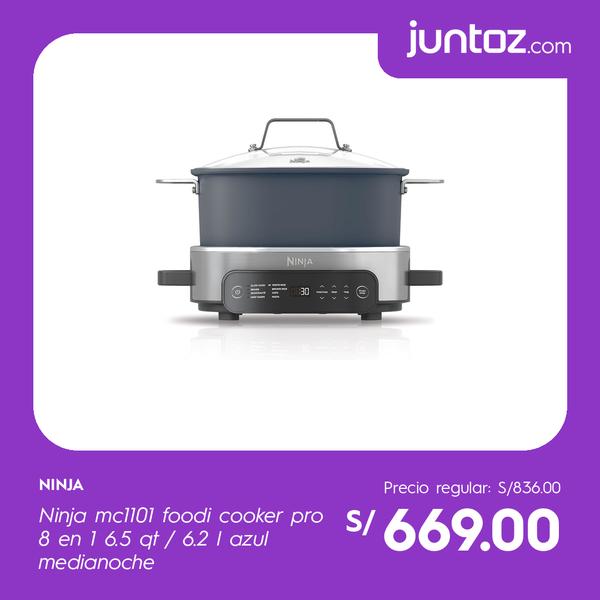 juntoz.com
NINJA
30
NINJA
Precio regular: S/836.00
Ninja mc1101 foodi cooker pro
8 en 1 6.5 qt / 6.2 l azul
medianoche
S/ 669.00